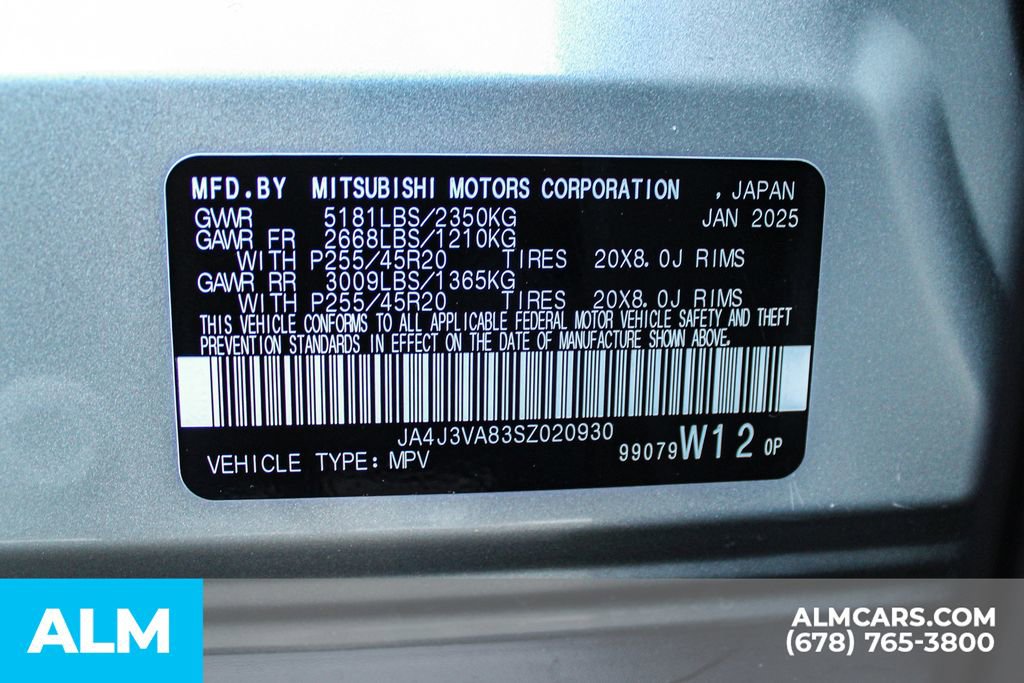 MFD.BY MITSUBISHI MOTORS CORPORATION , JAPAN
GVWR 5181LBS/2350KG JAN 2025
GAWR FR 2668LBS/1210KG
WITH P255/45R20 TIRES 20X8.0J RIMS
GAWR RR 3009LBS/1365KG
WITH P255/45R20 TIRES 20X8.0J RIMS
THIS VEHICLE CONFORMS TO ALL APPLICABLE FEDERAL MOTOR VEHICLE SAFETY AND THEFT
PREVENTION STANDARDS IN EFFECT ON THE DATE OF MANUFACTURE SHOWN ABOVE.
JA4J3VA83SZ020930
VEHICLE TYPE: MPV 99079W12 0P
ALM
ALMCARS.COM
(678) 765-3800